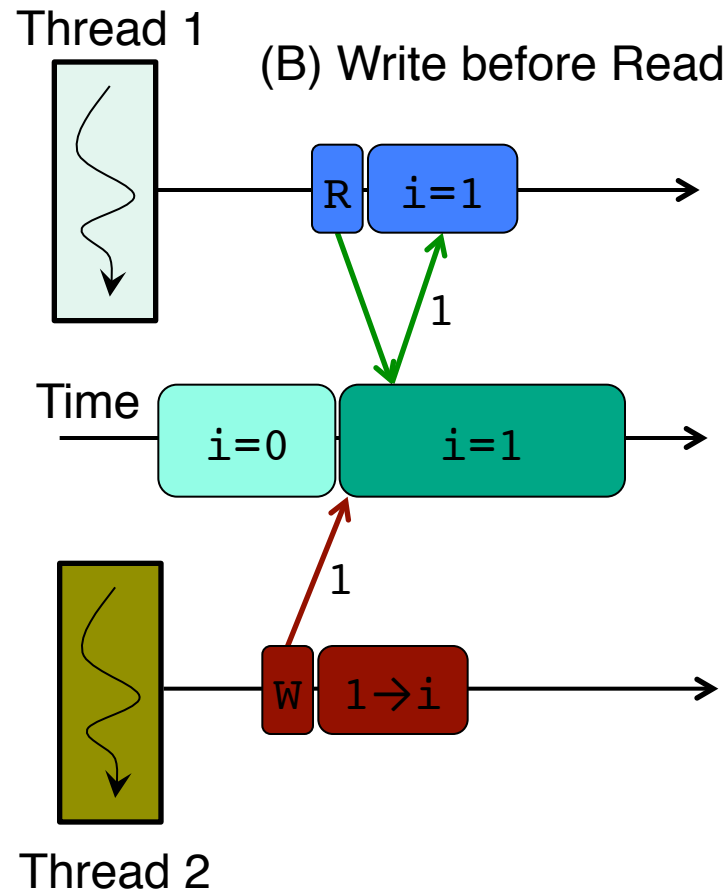 Thread 1
(B) Write before Read
R
i=1
1
Time
i=0
i=1
1
W
1→i
Thread 2